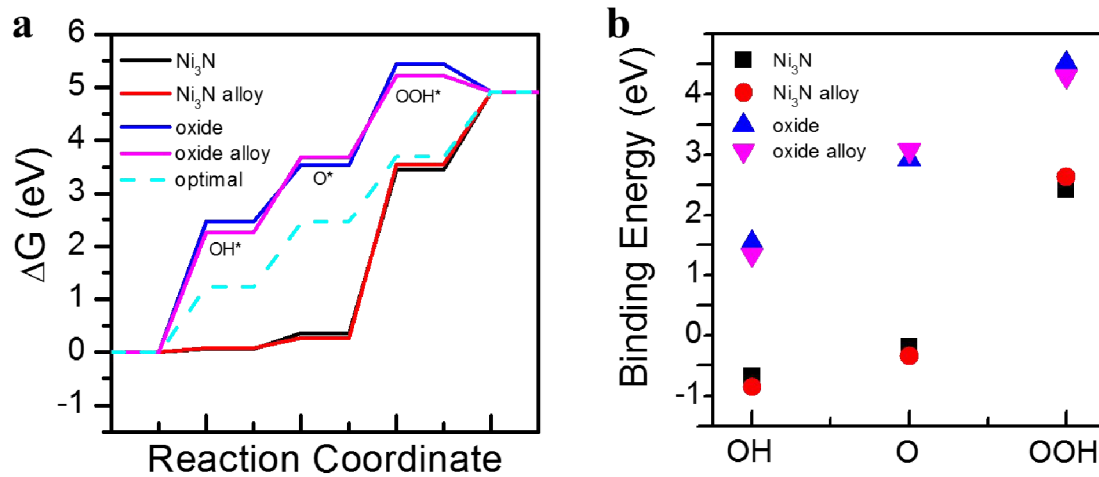 a
6
5
4
3
2
1
0
-1
ΔG (eV)
Ni₃N
Ni₃N alloy
oxide
oxide alloy
optimal
OH*
O*
OOH*
Reaction Coordinate
b
4
3
2
1
0
-1
Binding Energy (eV)
Ni₃N
Ni₃N alloy
oxide
oxide alloy
OH
O
OOH